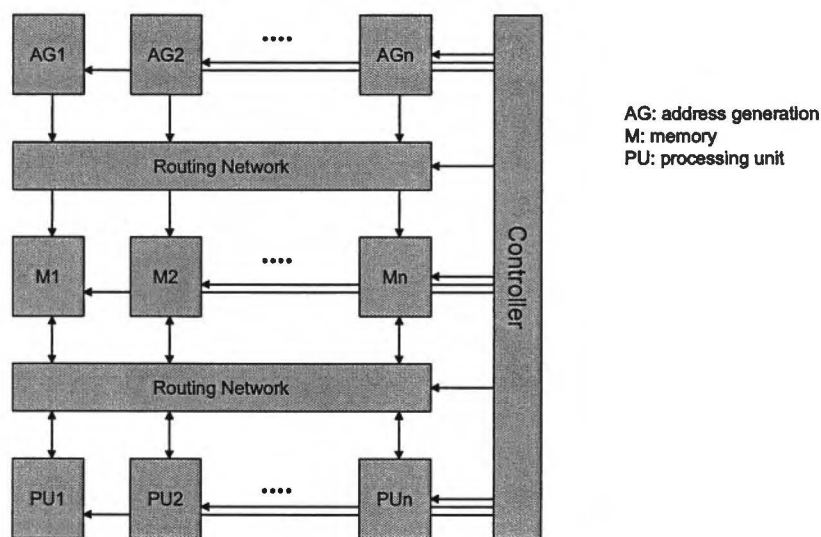 AG1
AG2
....
AGn
AG: address generation
M: memory
PU: processing unit
Routing Network
Controller
M1
M2
....
Mn
Routing Network
PU1
PU2
....
PUn